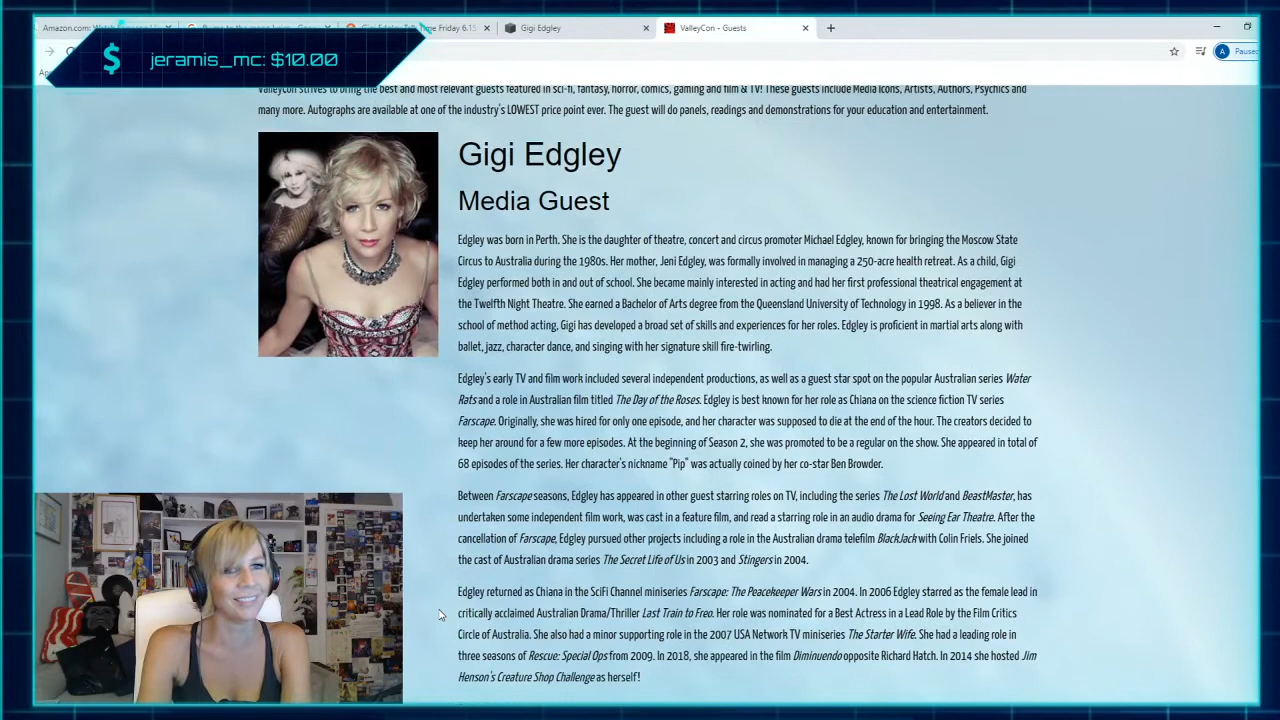 Amazon.com: Watch Farscape
Gigi Edgley Talk Time Friday 6.15
Gigi Edgley
ValleyCon - Guests
$ jeramis_mc: $10.00
Paused
ValleyCon strives to bring the best and most relevant guests featured in sci-fi, fantasy, horror, comics, gaming and film & TV! These guests include Media Icons, Artists, Authors, Psychics and
many more. Autographs are available at one of the industry's LOWEST price point ever. The guest will do panels, readings and demonstrations for your education and entertainment.
Gigi Edgley
Media Guest
Edgley was born in Perth. She is the daughter of theatre, concert and circus promoter Michael Edgley, known for bringing the Moscow State
Circus to Australia during the 1980s. Her mother, Jeni Edgley, was formally involved in managing a 250-acre health retreat. As a child, Gigi
Edgley performed both in and out of school. She became mainly interested in acting and had her first professional theatrical engagement at
the Twelfth Night Theatre. She earned a Bachelor of Arts degree from the Queensland University of Technology in 1998. As a believer in the
school of method acting, Gigi has developed a broad set of skills and experiences for her roles. Edgley is proficient in martial arts along with
ballet, jazz, character dance, and singing with her signature skill fire-twirling.
Edgley's early TV and film work included several independent productions, as well as a guest star spot on the popular Australian series Water
Rats and a role in Australian film titled The Day of the Roses. Edgley is best known for her role as Chiana on the science fiction TV series
Farscape. Originally, she was hired for only one episode, and her character was supposed to die at the end of the hour. The creators decided to
keep her around for a few more episodes. At the beginning of Season 2, she was promoted to be a regular on the show. She appeared in total of
68 episodes of the series. Her character's nickname "Pip" was actually coined by her co-star Ben Browder.
Between Farscape seasons, Edgley has appeared in other guest starring roles on TV, including the series The Lost World and BeastMaster, has
undertaken some independent film work, was cast in a feature film, and read a starring role in an audio drama for Seeing Ear Theatre. After the
cancellation of Farscape, Edgley pursued other projects including a role in the Australian drama telefilm BlackJack with Colin Friels. She joined
the cast of Australian drama series The Secret Life of Us in 2003 and Stingers in 2004.
Edgley returned as Chiana in the SciFi Channel miniseries Farscape: The Peacekeeper Wars in 2004. In 2006 Edgley starred as the female lead in
critically acclaimed Australian Drama/Thriller Last Train to Freo. Her role was nominated for a Best Actress in a Lead Role by the Film Critics
Circle of Australia. She also had a minor supporting role in the 2007 USA Network TV miniseries The Starter Wife. She had a leading role in
three seasons of Rescue: Special Ops from 2009. In 2018, she appeared in the film Diminuendo opposite Richard Hatch. In 2014 she hosted Jim
Henson's Creature Shop Challenge as herself!